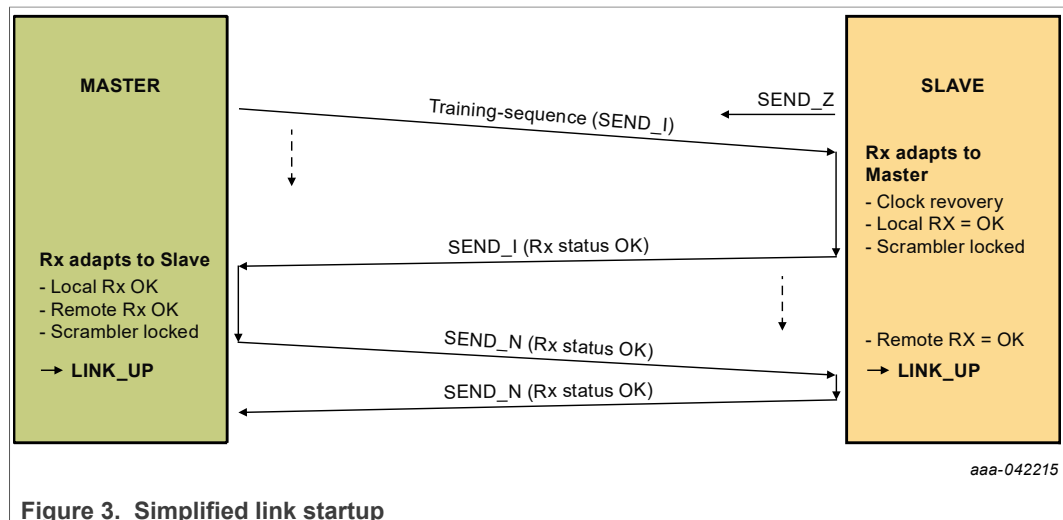 MASTER
SLAVE
SEND_Z
Training-sequence (SEND_I)
Rx adapts to
Master
- Clock revovery
- Local RX = OK
- Scrambler locked
SEND_I (Rx status OK)
Rx adapts to Slave
- Local Rx OK
- Remote Rx OK
- Scrambler locked
SEND_N (Rx status OK)
- Remote RX = OK
→ LINK_UP
→ LINK_UP
SEND_N (Rx status OK)
aaa-042215
Figure 3. Simplified link startup